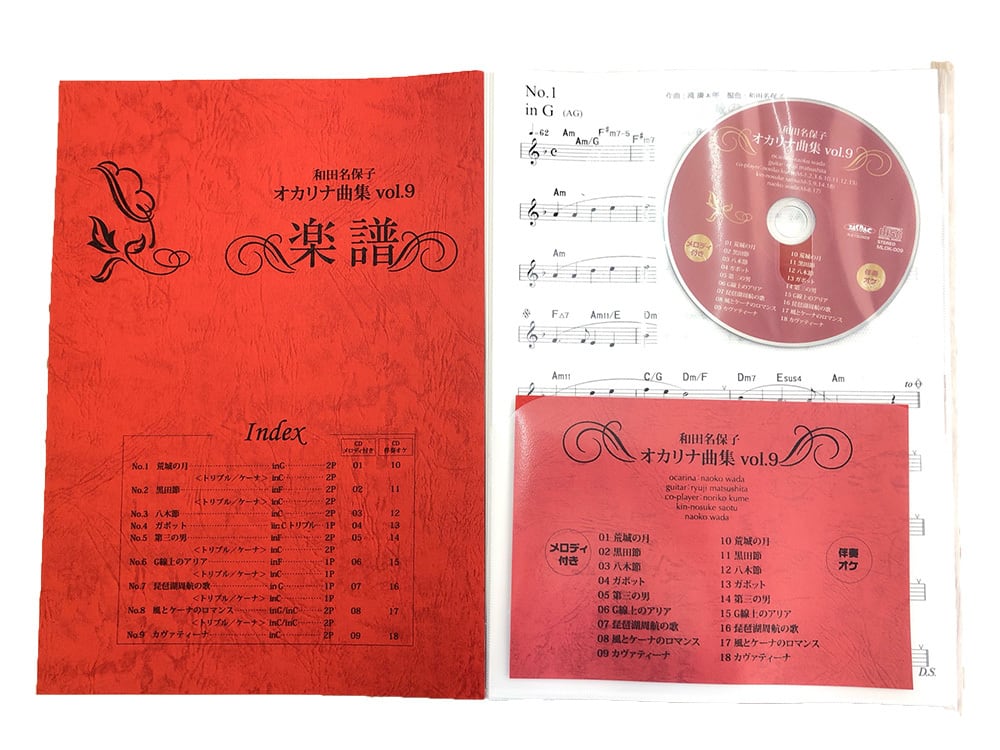 和田名保子
オカリナ曲集 vol.9
楽譜
Index
CD メロディ付き
CD 伴奏オケ
No.1 荒城の月 inG 2P 01 10
<トリプル/ケーナ> inC 2P
No.2 黒田節 inF 2P 02 11
<トリプル/ケーナ> inC 2P
No.3 八木節 inC 2P 03 12
No.4 ガボット inCトリプル 1P 04 13
No.5 第三の男 inF 2P 05 14
<トリプル/ケーナ> inC 2P
No.6 G線上のアリア inF 1P 06 15
<トリプル/ケーナ> inC 1P
No.7 琵琶湖周航の歌 inG 1P 07 16
<トリプル/ケーナ> inC 1P
No.8 風とケーナのロマンス inG/inC 2P 08 17
<トリプル/ケーナ> inC/inC 2P
No.9 カヴァティーナ inC 2P 09 18
No.1
in G (AG)
♩=62 Am Am/G F#m7-5 F#m7
Am
Am
F△7 Am11/E Dm
Am11 C/G Dm/F Dm7 Esus4 Am to
D.S.
和田名保子
オカリナ曲集 vol.9
ocarina:naoko wada
guitar:ryuji matsushita
naoko wada
メロディ付き
01 荒城の月
02 黒田節
03 八木節
04 ガボット
05 第三の男
06 G線上のアリア
07 琵琶湖周航の歌
08 風とケーナのロマンス
09 カヴァティーナ
10 荒城の月
11 黒田節
12 八木節
13 ガボット
14 第三の男
15 G線上のアリア
16 琵琶湖周航の歌
17 風とケーナのロマンス
18 カヴァティーナ
伴奏オケ
STEREO
和田名保子
オカリナ曲集 vol.9
ocarina:naoko wada
guitar:ryuji matsushita
co-player:noriko kume
kin-nosuke saotu
naoko wada
メロディ付き
01 荒城の月
02 黒田節
03 八木節
04 ガボット
05 第三の男
06 G線上のアリア
07 琵琶湖周航の歌
08 風とケーナのロマンス
09 カヴァティーナ
10 荒城の月
11 黒田節
12 八木節
13 ガボット
14 第三の男
15 G線上のアリア
16 琵琶湖周航の歌
17 風とケーナのロマンス
18 カヴァティーナ
伴奏オケ